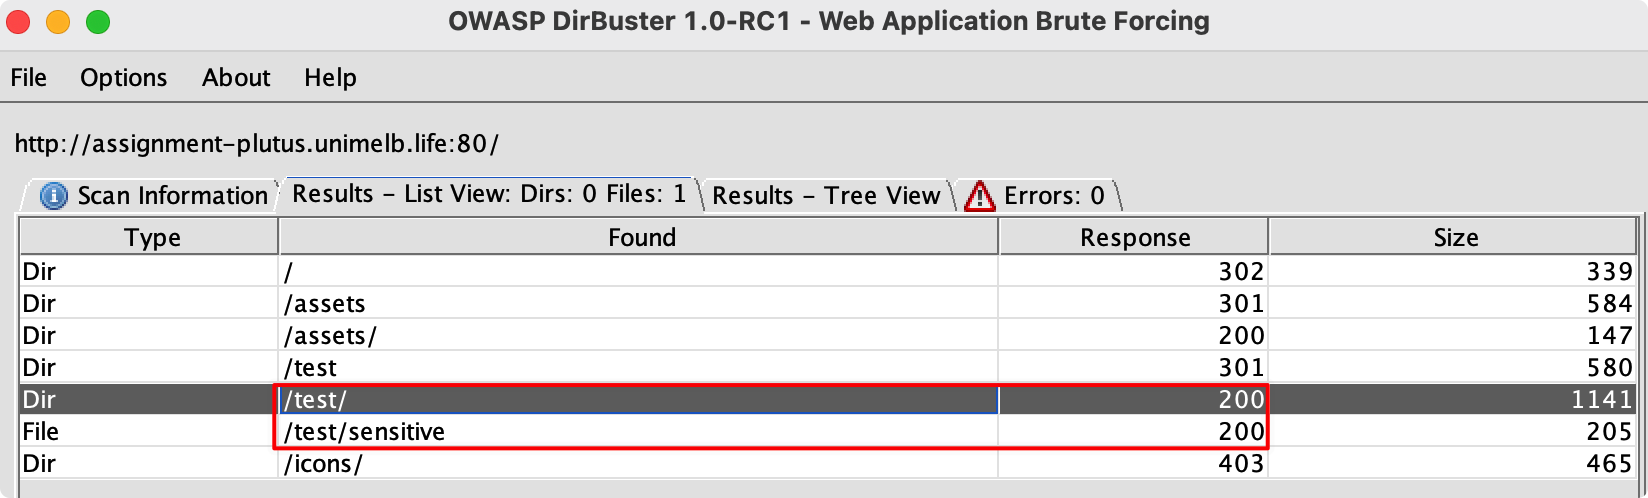 OWASP DirBuster 1.0-RC1 - Web Application Brute Forcing
File Options About Help
http://assignment-plutus.unimelb.life:80/
Scan Information Results - List View: Dirs: 0 Files: 1 Results - Tree View Errors: 0
Type Found Response Size
Dir / 302 339
Dir /assets 301 584
Dir /assets/ 200 147
Dir /test 301 580
Dir /test/ 200 1141
File /test/sensitive 200 205
Dir /icons/ 403 465